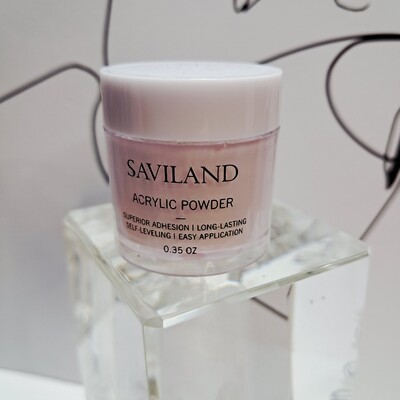 SAVILAND
ACRYLIC POWDER
SUPERIOR ADHESION | LONG-LASTING
SELF-LEVELING | EASY APPLICATION
0.35 OZ